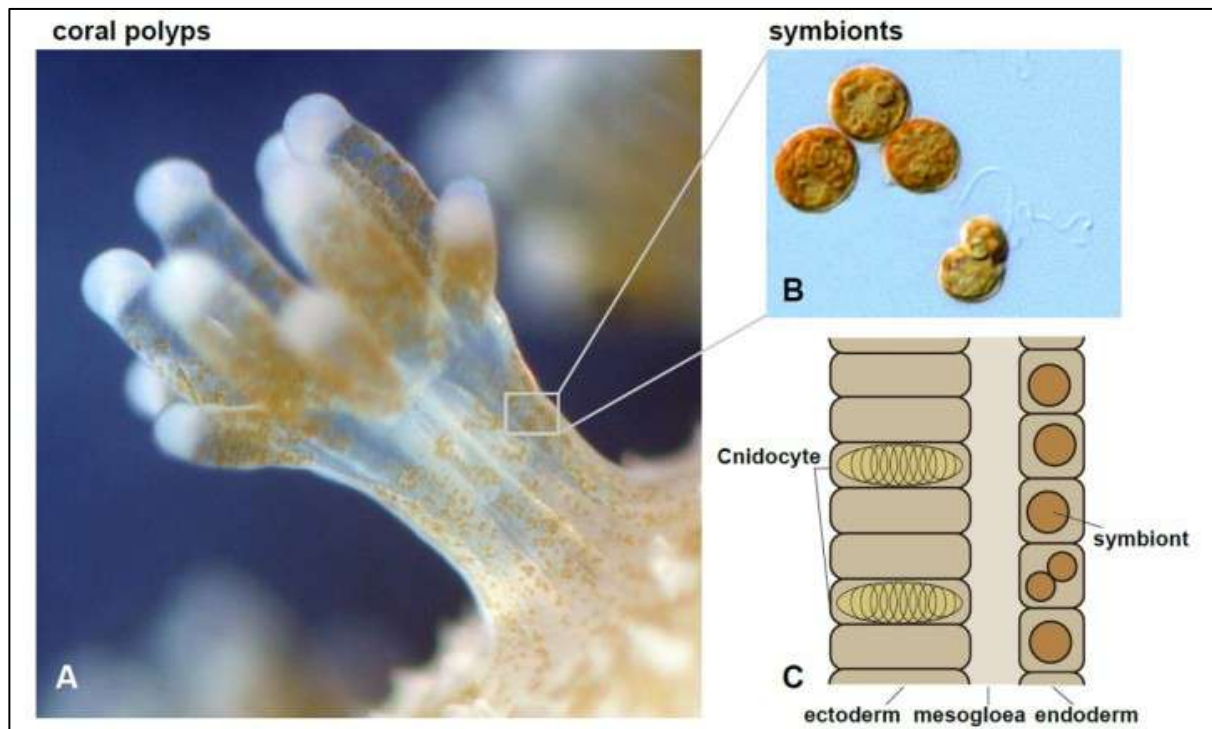 coral polyps
symbionts
A
B
Cnidocyte
symbiont
C
ectoderm mesogloea endoderm